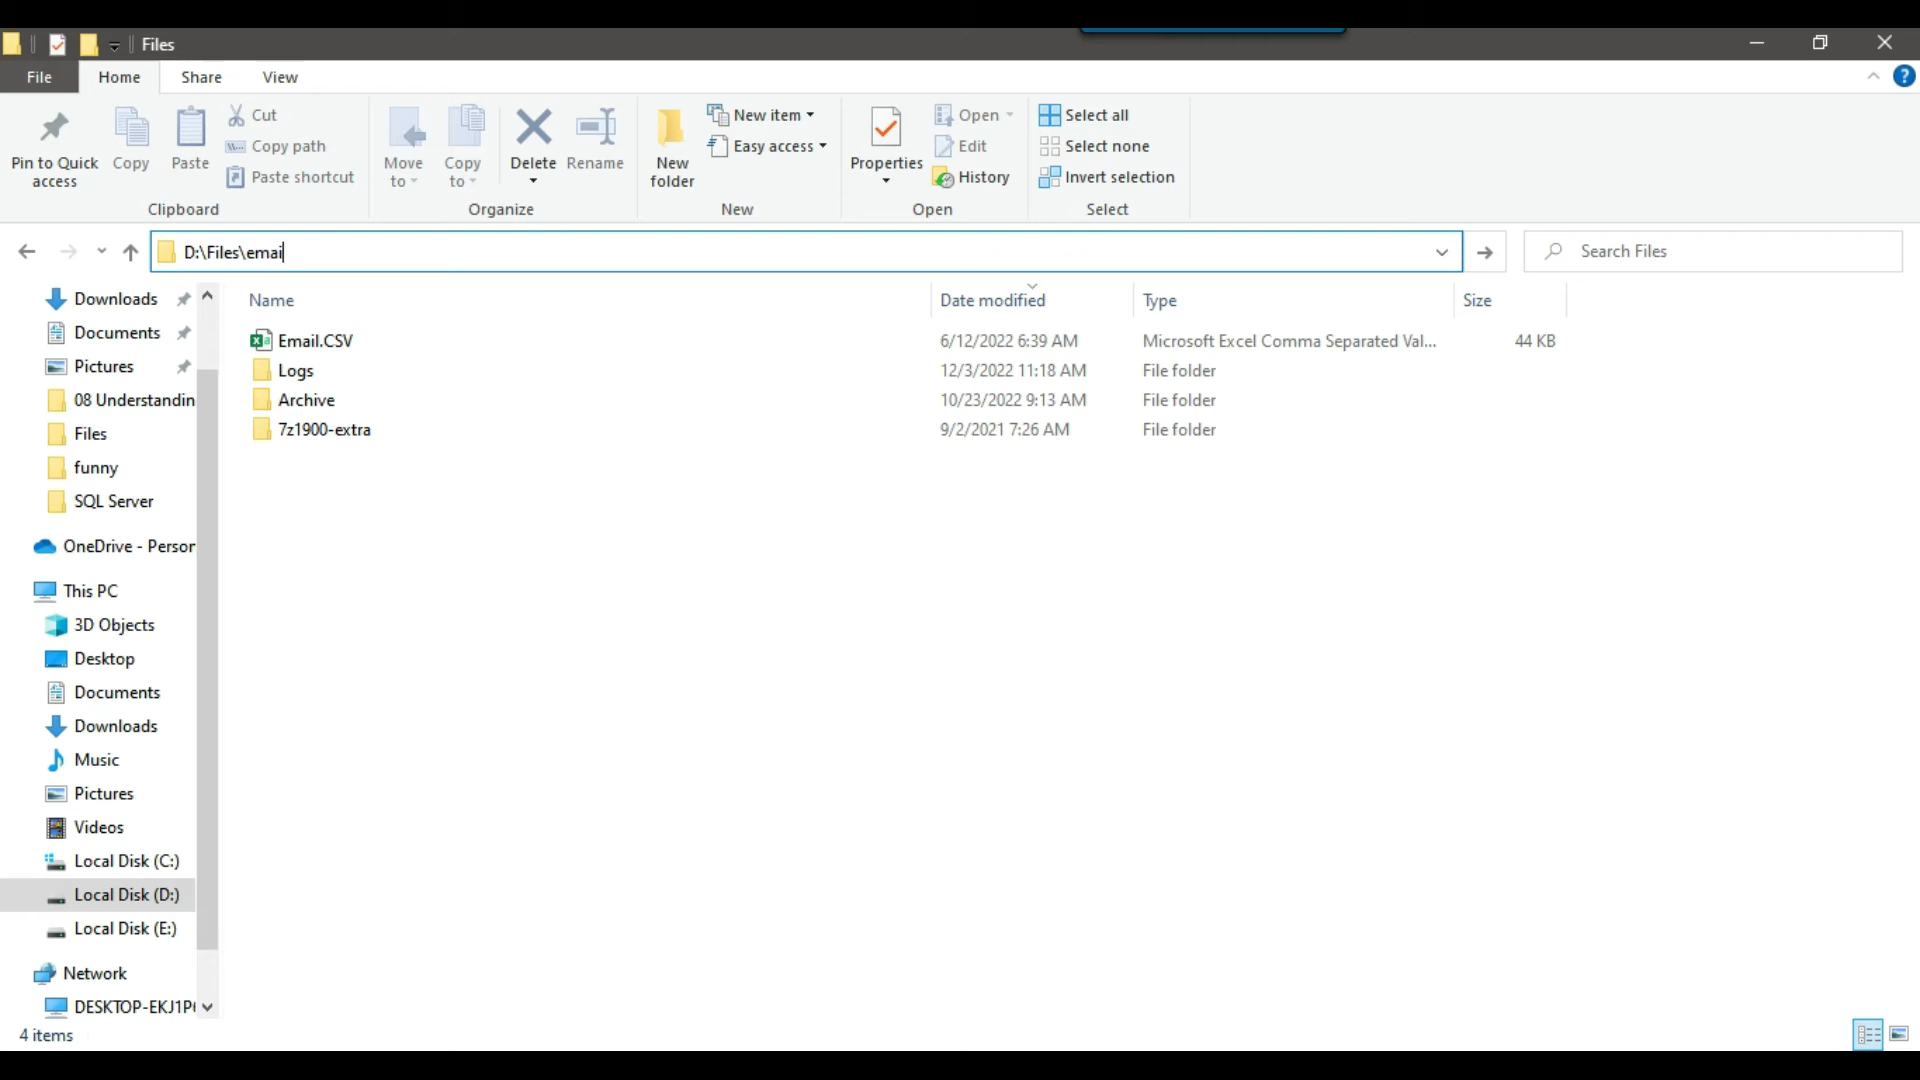 Files
File Home Share View
?
Pin to Quick access
Copy
Paste
Cut
Copy path
Paste shortcut
Clipboard
Move to
Copy to
Delete
Rename
Organize
New folder
New item
Easy access
New
Properties
Open
Edit
History
Open
Select all
Select none
Invert selection
Select
D:\Files\emai
Search Files
Name Date modified Type Size
Email.CSV 6/12/2022 6:39 AM Microsoft Excel Comma Separated Val... 44 KB
Logs 12/3/2022 11:18 AM File folder
Archive 10/23/2022 9:13 AM File folder
7z1900-extra 9/2/2021 7:26 AM File folder
Downloads
Documents
Pictures
08 Understandin
Files
funny
SQL Server
OneDrive - Person
This PC
3D Objects
Desktop
Documents
Downloads
Music
Pictures
Videos
Local Disk (C:)
Local Disk (D:)
Local Disk (E:)
Network
DESKTOP-EKJ1P
4 items